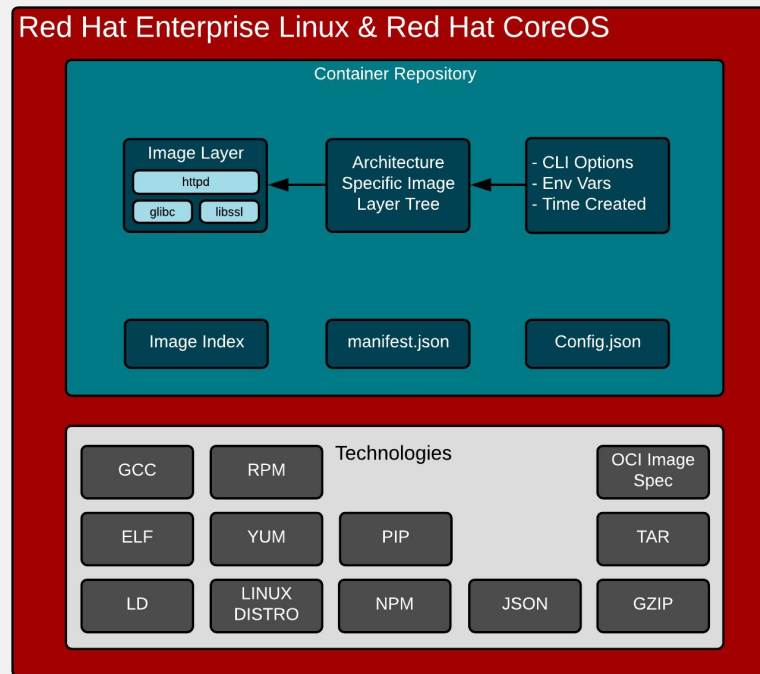 Red Hat Enterprise Linux & Red Hat CoreOS
Container Repository
Image Layer
httpd
glibc
libssl
Architecture
Specific Image
Layer Tree
- CLI Options
- Env Vars
- Time Created
Image Index
manifest.json
Config.json
Technologies
GCC
RPM
OCI Image
Spec
ELF
YUM
PIP
TAR
LD
LINUX
DISTRO
NPM
JSON
GZIP